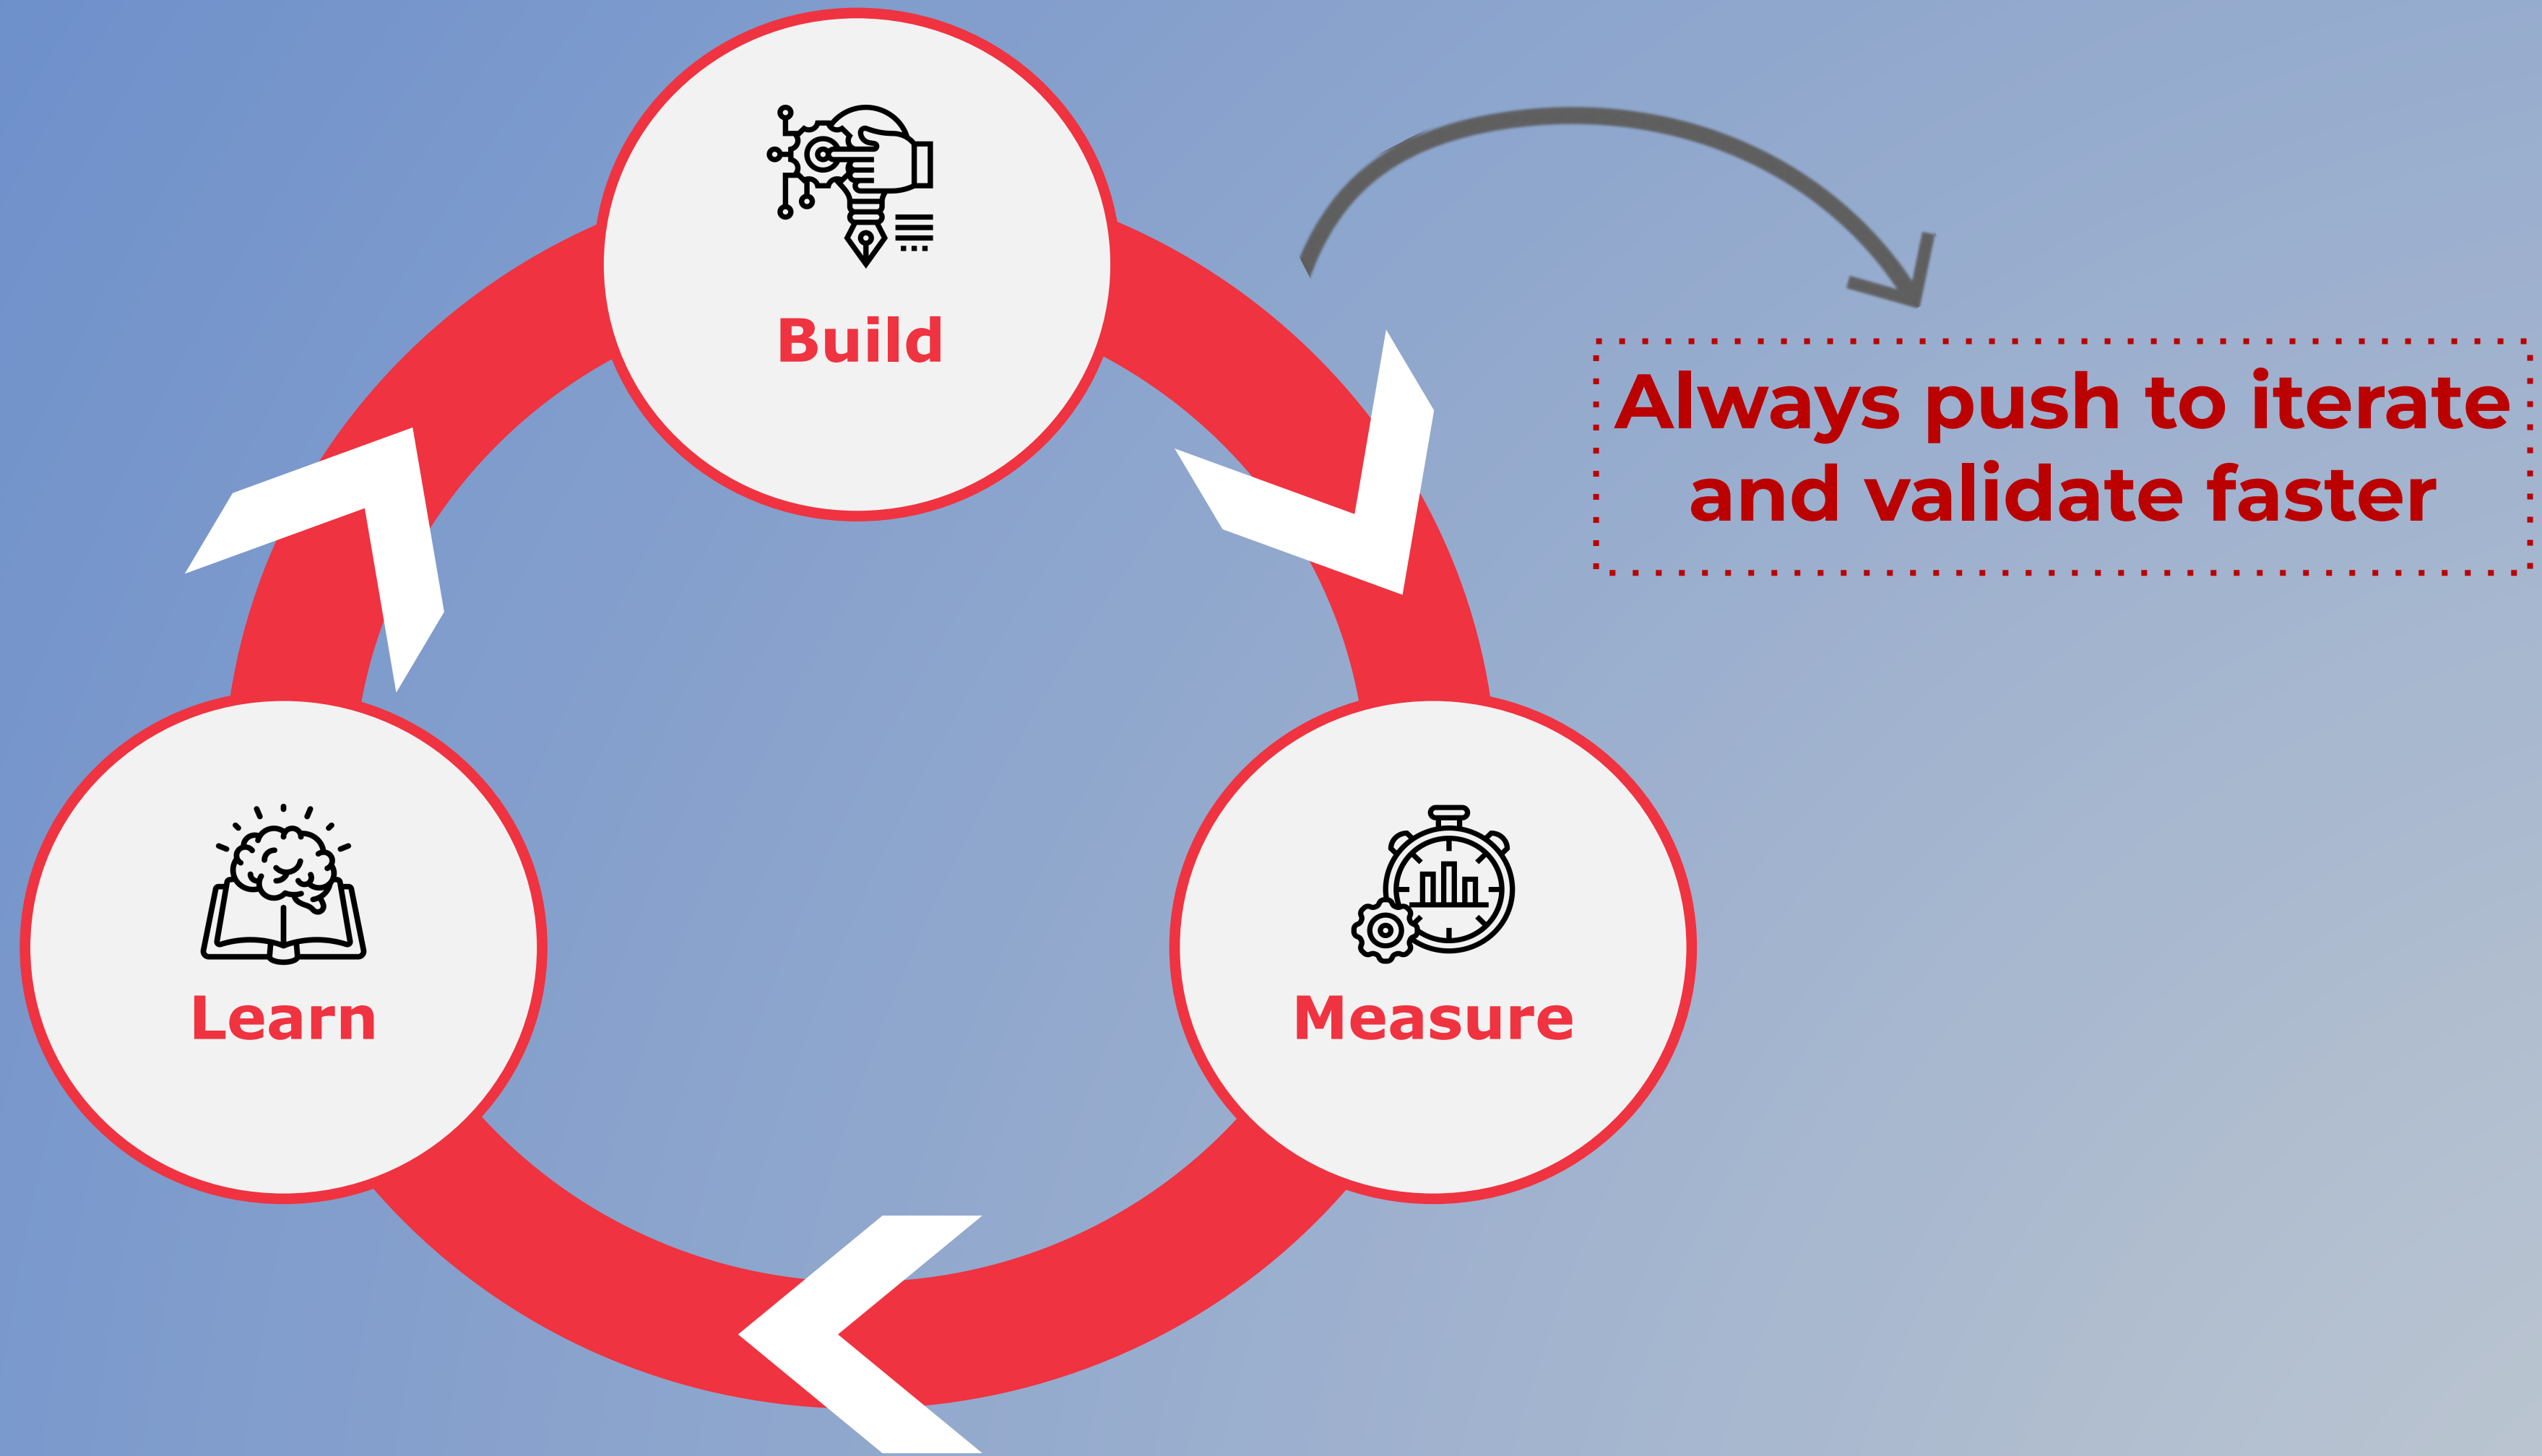 Build
Always push to iterate
and validate faster
Learn
Measure